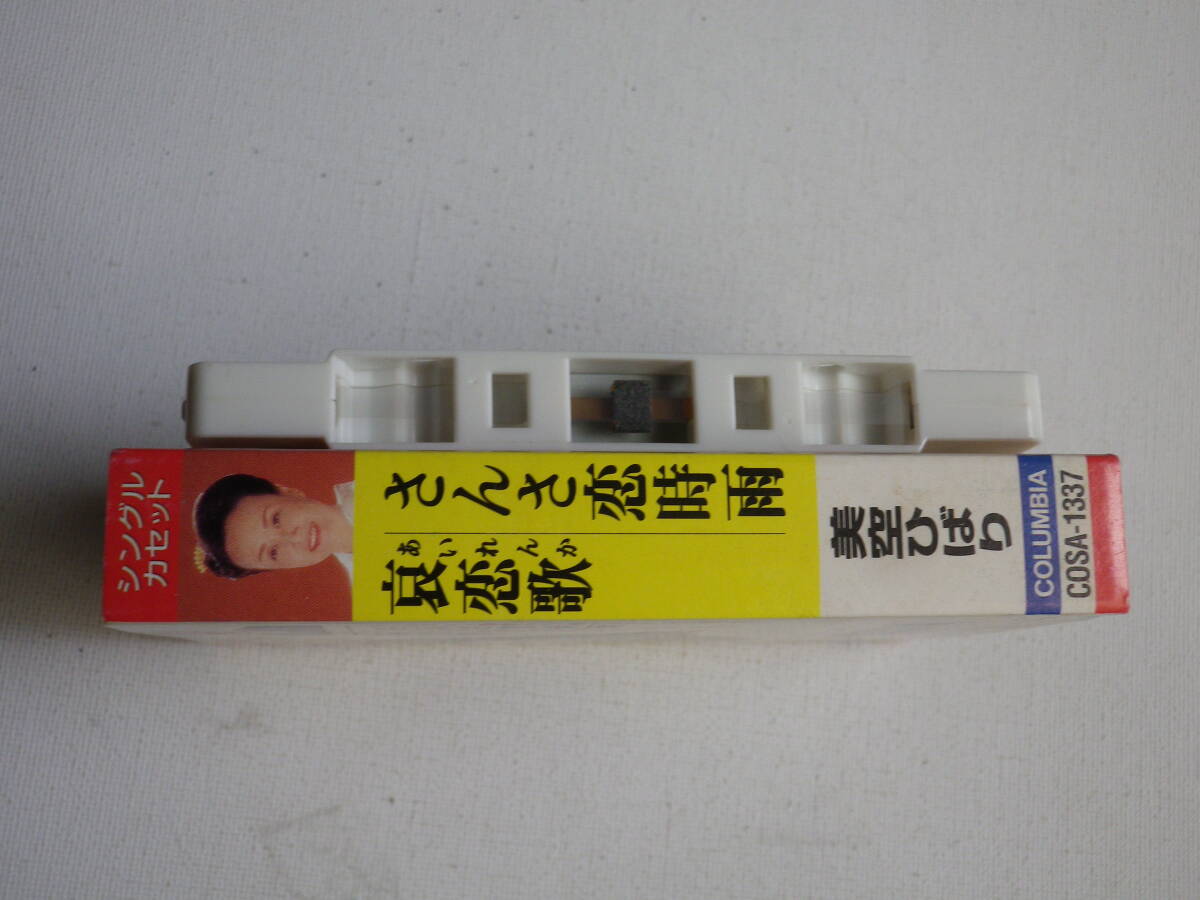 シングル
カセット
さんさ恋時雨
あいれんか
哀恋歌
美空ひばり
COLUMBIA
COSA-1337